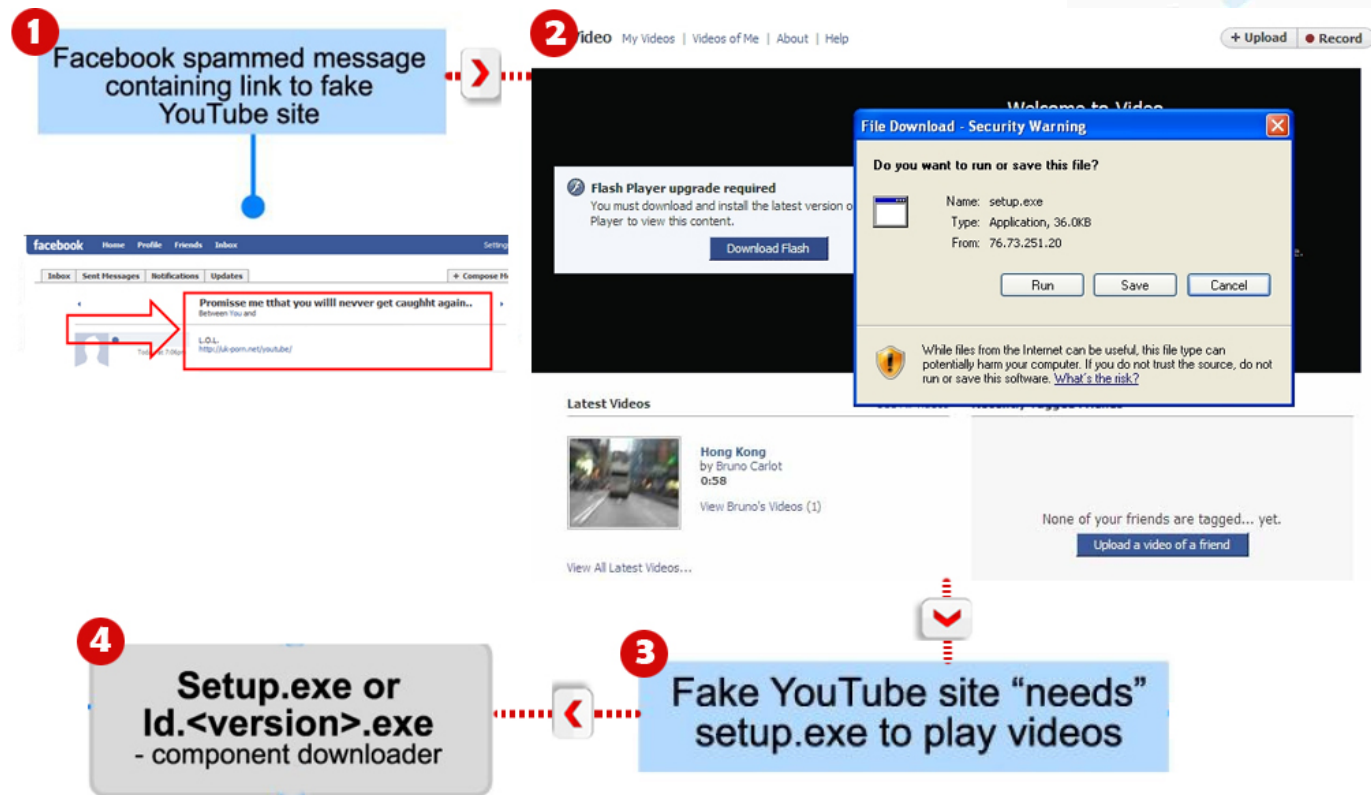 1
Facebook spammed message
containing link to fake
YouTube site
facebook Home Profile Friends Inbox
Inbox Sent Messages Notifications Updates
Promisse me tthat you willl nevver get caughht again..
Between You and
L.O.L.
http://uk-porn.net/youtube/
2
Video My Videos | Videos of Me | About | Help
+ Upload Record
Welcome to Video
Flash Player upgrade required
You must download and install the latest version o
Player to view this content.
Download Flash
File Download - Security Warning
Do you want to run or save this file?
Name: setup.exe
Type: Application, 36.0KB
From: 76.73.251.20
Run Save Cancel
While files from the Internet can be useful, this file type can
potentially harm your computer. If you do not trust the source, do not
run or save this software. What's the risk?
Latest Videos
Hong Kong
by Bruno Carlot
0:58
View Bruno's Videos (1)
View All Latest Videos...
None of your friends are tagged... yet.
Upload a video of a friend
3
Fake YouTube site “needs”
setup.exe to play videos
4
Setup.exe or
ld.<version>.exe
- component downloader